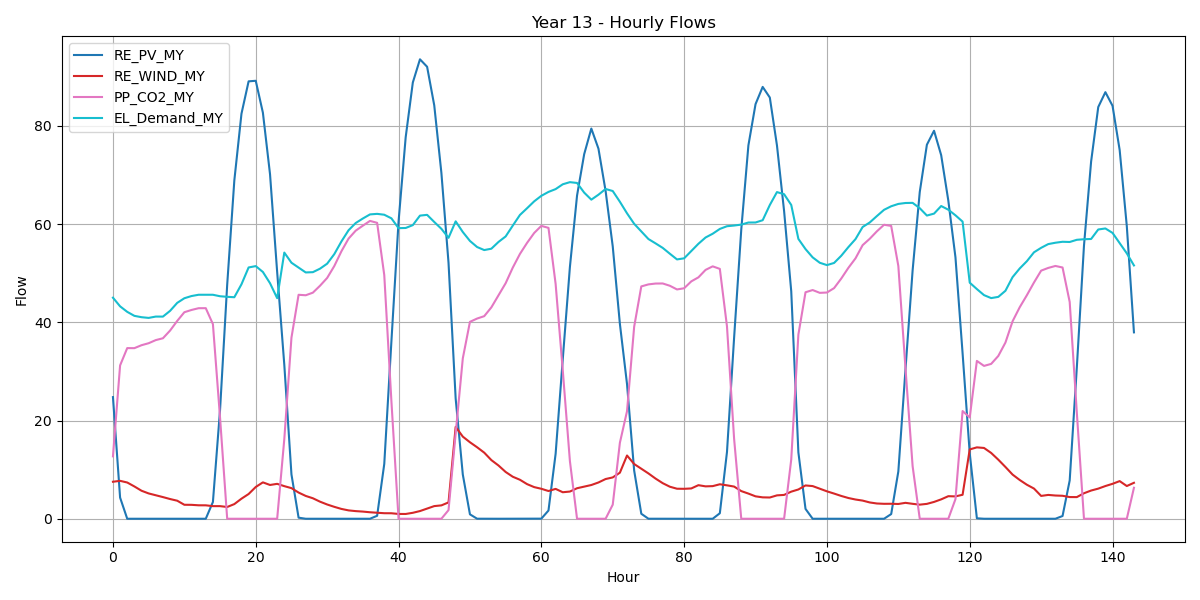 Year 13 - Hourly Flows
RE_PV_MY
RE_WIND_MY
PP_CO2_MY
EL_Demand_MY
Flow
80
60
40
20
0
0 20 40 60 80 100 120 140
Hour